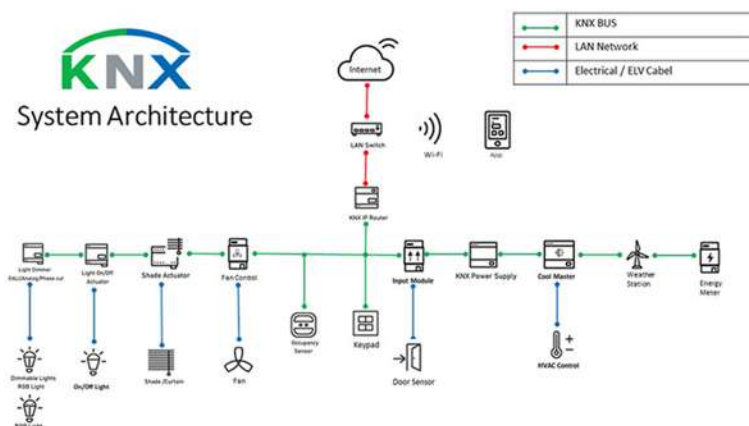 KNX
System Architecture
KNX BUS
LAN Network
Electrical / ELV Cabel
Internet
LAN Switch
Wi-Fi
App
KNX IP Router
Light Dimmer
DALI/Analog/Phase cut
Light On/Off
Actuator
Shade Actuator
Fan Control
Input Module
KNX Power Supply
Cool Master
Weather
Station
Energy
Meter
Occupancy
Sensor
Keypad
Dimmable Lights
RGB Light
On/Off Light
Shade /Curtain
Fan
Door Sensor
HVAC Control
RGB Light